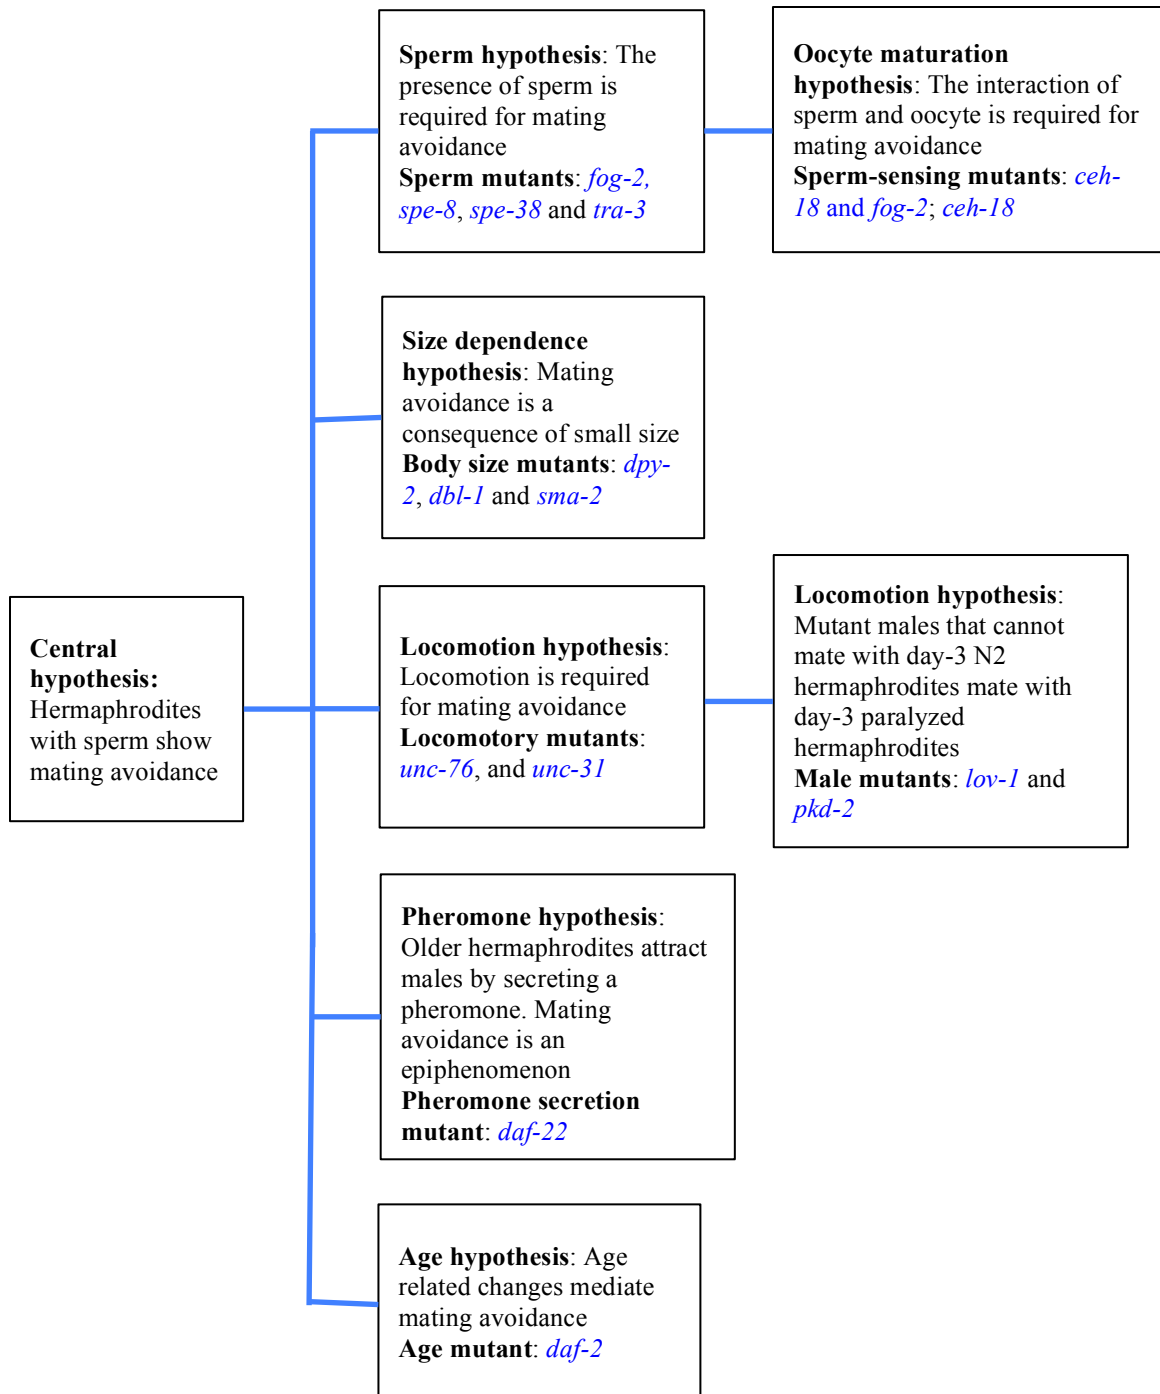 Central
hypothesis:
Hermaphrodites
with sperm show
mating avoidance
Sperm hypothesis: The
presence of sperm is
required for mating
avoidance
Sperm mutants: fog-2,
spe-8, spe-38 and tra-3
Oocyte maturation
hypothesis: The interaction of
sperm and oocyte is required for
mating avoidance
Sperm-sensing mutants: ceh-
18 and fog-2; ceh-18
Size dependence
hypothesis: Mating
avoidance is a
consequence of small size
Body size mutants: dpy-
2, dbl-1 and sma-2
Locomotion hypothesis:
Locomotion is required
for mating avoidance
Locomotory mutants:
unc-76, and unc-31
Locomotion hypothesis:
Mutant males that cannot
mate with day-3 N2
hermaphrodites mate with
day-3 paralyzed
hermaphrodites
Male mutants: lov-1 and
pkd-2
Pheromone hypothesis:
Older hermaphrodites attract
males by secreting a
pheromone. Mating
avoidance is an
epiphenomenon
Pheromone secretion
mutant: daf-22
Age hypothesis: Age
related changes mediate
mating avoidance
Age mutant: daf-2